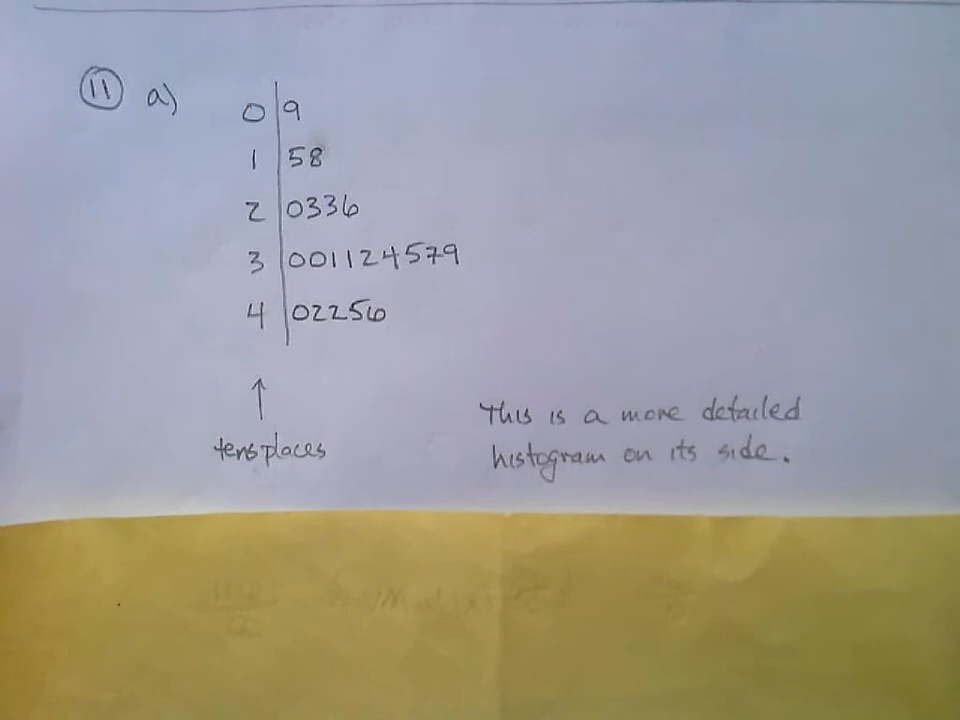 11 a)
0 | 9
1 | 58
2 | 0336
3 | 001124579
4 | 02256
↑
tens places
This is a more detailed
histogram on its side.